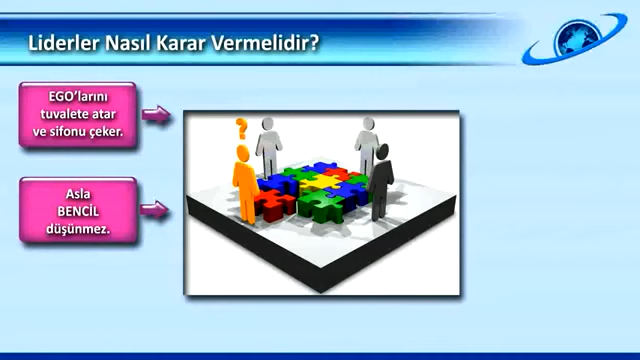 Liderler Nasıl Karar Vermelidir?
EGO'larını
tuvalete atar
ve sifonu çeker.
Asla
BENCİL
düşünmez.
?